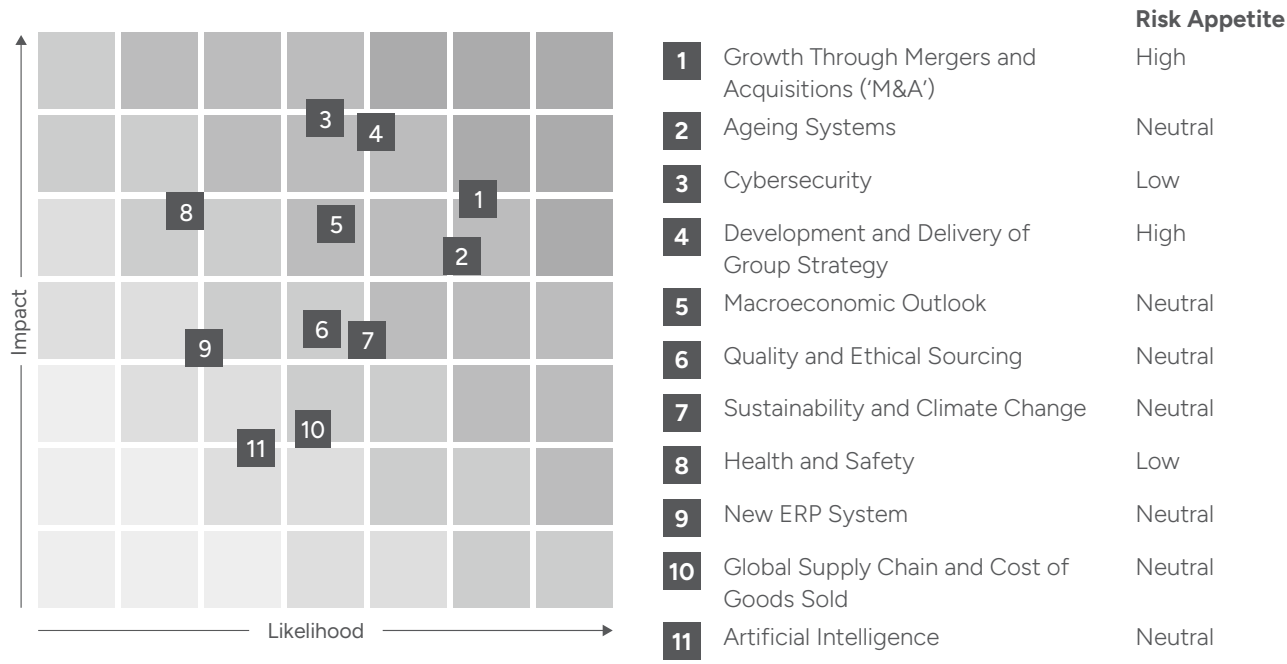 Risk Appetite
3
4
1
8
5
2
6
7
9
10
11
Impact
Likelihood
1 Growth Through Mergers and High
Acquisitions (‘M&A’)
2 Ageing Systems Neutral
3 Cybersecurity Low
4 Development and Delivery of High
Group Strategy
5 Macroeconomic Outlook Neutral
6 Quality and Ethical Sourcing Neutral
7 Sustainability and Climate Change Neutral
8 Health and Safety Low
9 New ERP System Neutral
10 Global Supply Chain and Cost of Neutral
Goods Sold
11 Artificial Intelligence Neutral